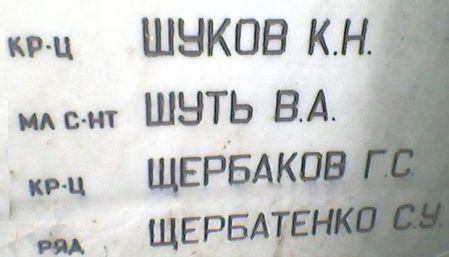 КР-Ц ШУКОВ К.Н.
МЛ С-НТ ШУТЬ В.А.
КР-Ц ЩЕРБАКОВ Г.С
РЯД ЩЕРБАТЕНКО С.У.